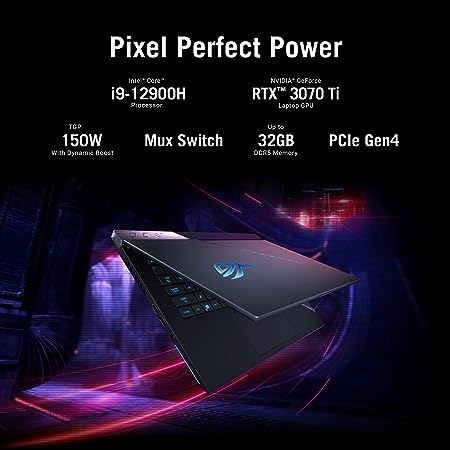 Pixel Perfect Power
Intel® Core™
i9-12900H
Processor
NVIDIA® GeForce
RTX™ 3070 Ti
Laptop GPU
TGP
150W
With Dynamic Boost
Mux Switch
Up to
32GB
DDR5 Memory
PCIe Gen4